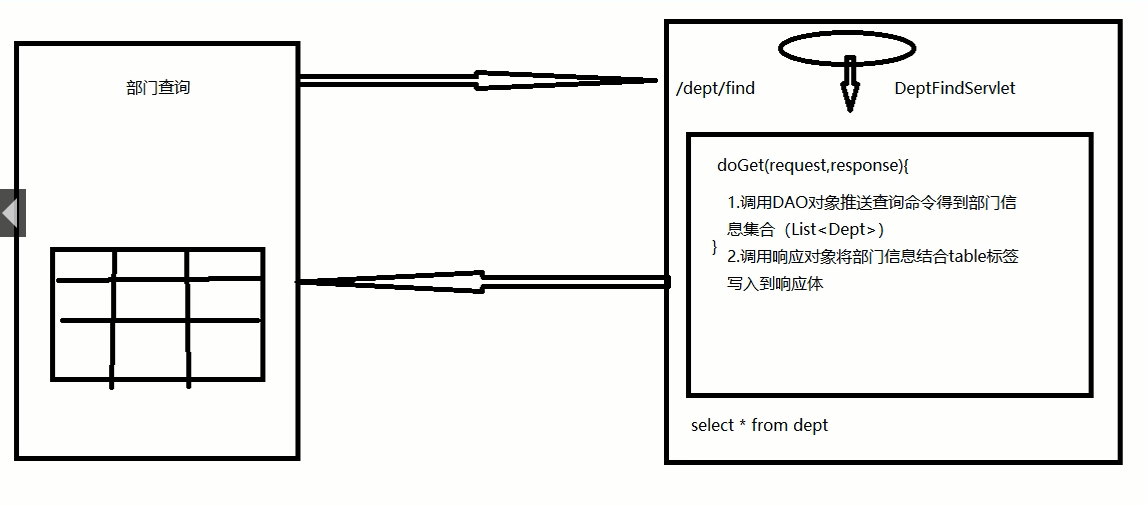 部门查询
/dept/find
DeptFindServlet
doGet(request,response){
1.调用DAO对象推送查询命令得到部门信
息集合（List<Dept>）
}
2.调用响应对象将部门信息结合table标签
写入到响应体
select * from dept